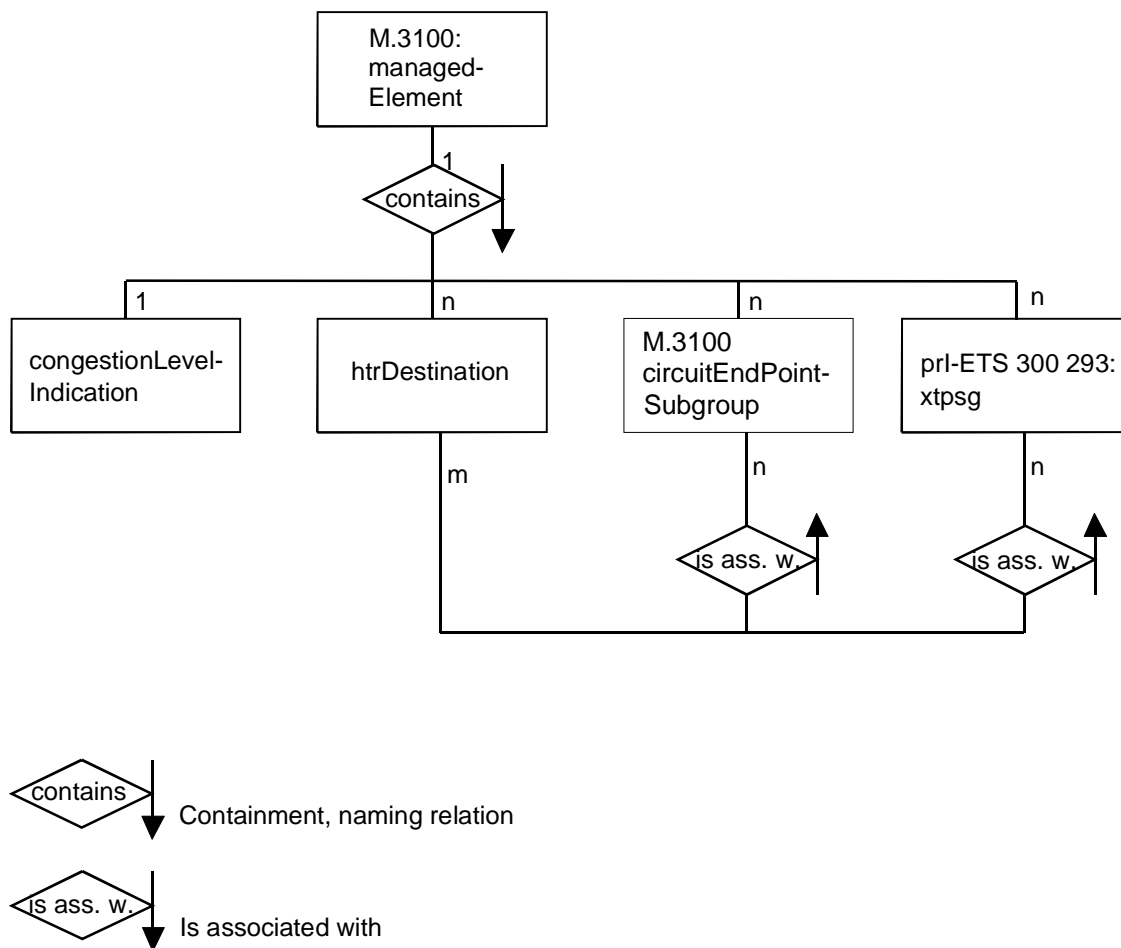 M.3100:
managed-
Element
1
contains
1
n
n
n
congestionLevel-
Indication
htrDestination
M.3100
circuitEndPoint-
Subgroup
prI-ETS 300 293:
xtpsg
m
n
n
is ass. w.
is ass. w.
contains
Containment, naming relation
is ass. w.
Is associated with